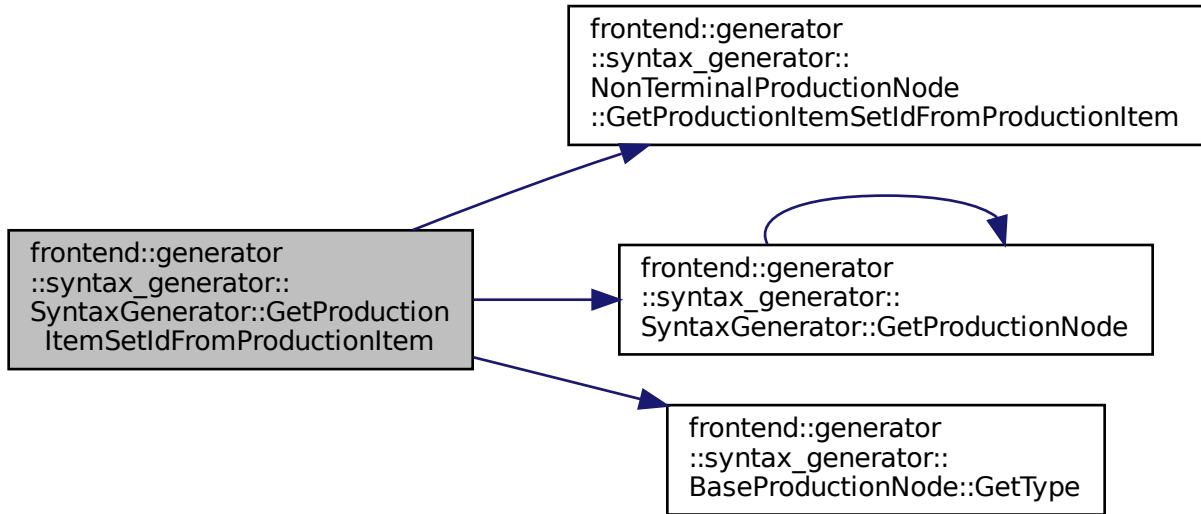 frontend::generator
::syntax_generator::
NonTerminalProductionNode
::GetProductionItemSetIdFromProductionItem
frontend::generator
::syntax_generator::
SyntaxGenerator::GetProduction
ItemSetIdFromProductionItem
frontend::generator
::syntax_generator::
SyntaxGenerator::GetProductionNode
frontend::generator
::syntax_generator::
BaseProductionNode::GetType